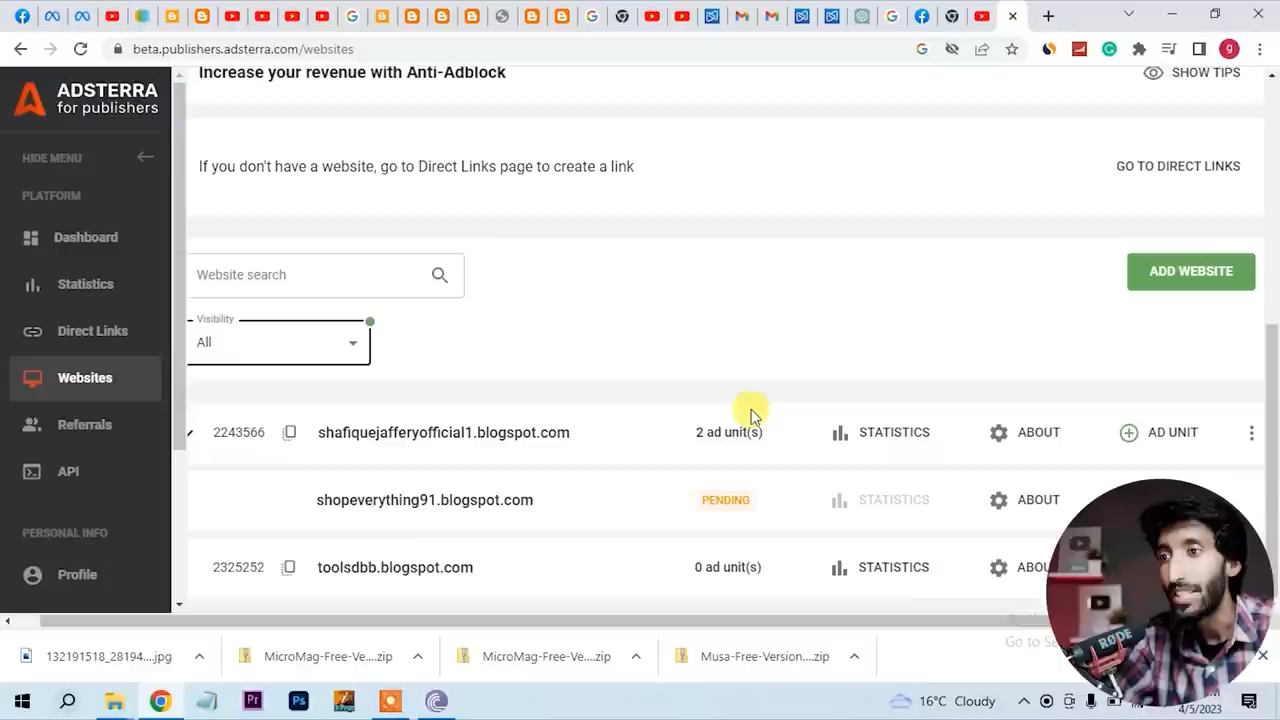 beta.publishers.adsterra.com/websites
g
ADSTERRA
for publishers
Increase your revenue with Anti-Adblock
SHOW TIPS
HIDE MENU
If you don't have a website, go to Direct Links page to create a link
GO TO DIRECT LINKS
PLATFORM
Dashboard
Statistics
Direct Links
Websites
Referrals
API
PERSONAL INFO
Profile
Website search
ADD WEBSITE
Visibility
All
2243566 shafiquejafferyofficial1.blogspot.com 2 ad unit(s) STATISTICS ABOUT AD UNIT
shopeverything91.blogspot.com PENDING STATISTICS ABOUT
2325252 toolsdbb.blogspot.com 0 ad unit(s) STATISTICS
RØDE
Go to
132191518_28194....jpg
MicroMag-Free-Ve....zip
MicroMag-Free-Ve....zip
Musa-Free-Version....zip
Pr
Ps
16°C Cloudy
4/5/2023